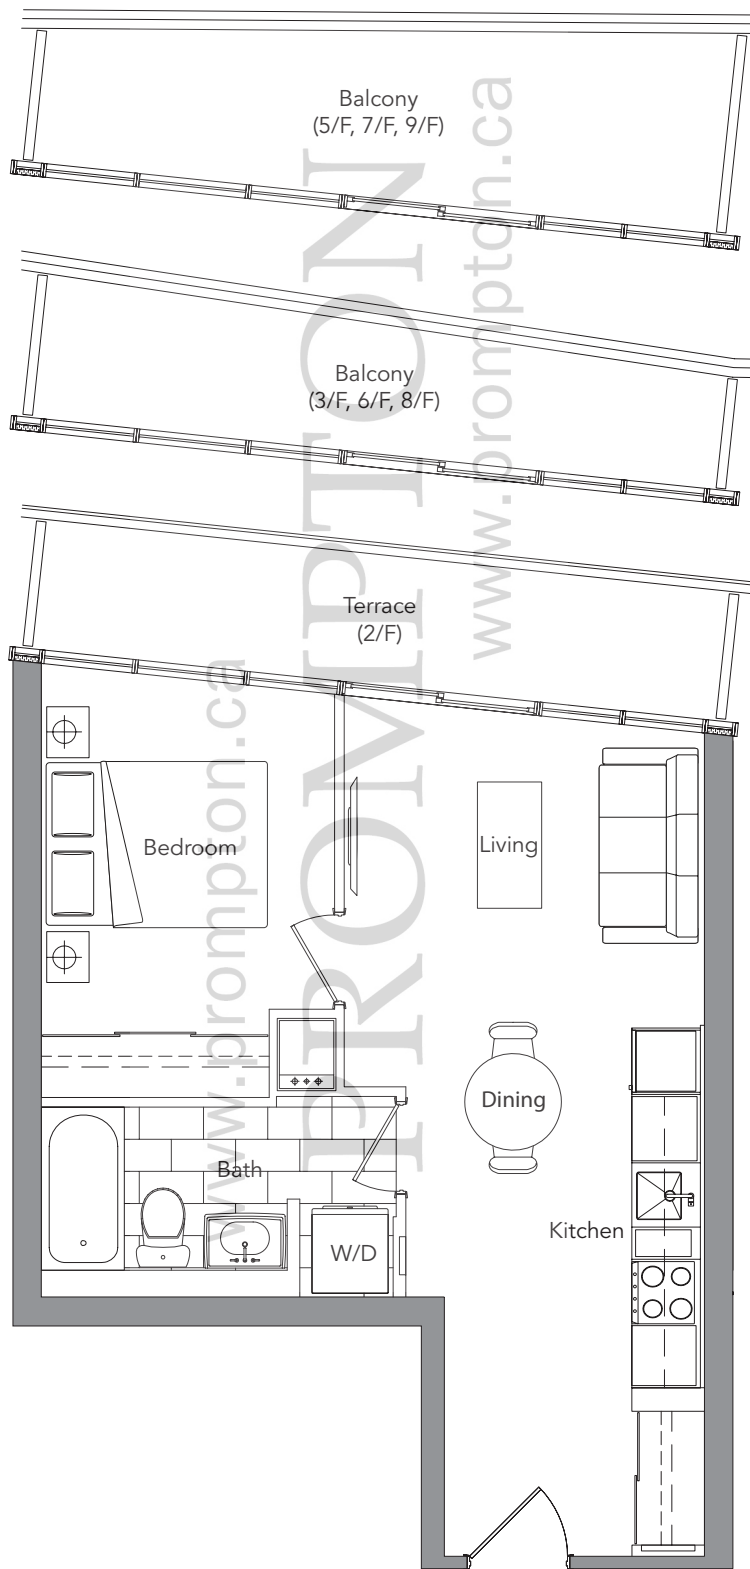 Balcony
(5/F, 7/F, 9/F)
Balcony
(3/F, 6/F, 8/F)
Terrace
(2/F)
Bedroom
Living
Dining
Bath
Kitchen
W/D
PROMPTON
www.prompton.ca
www.prompton.ca